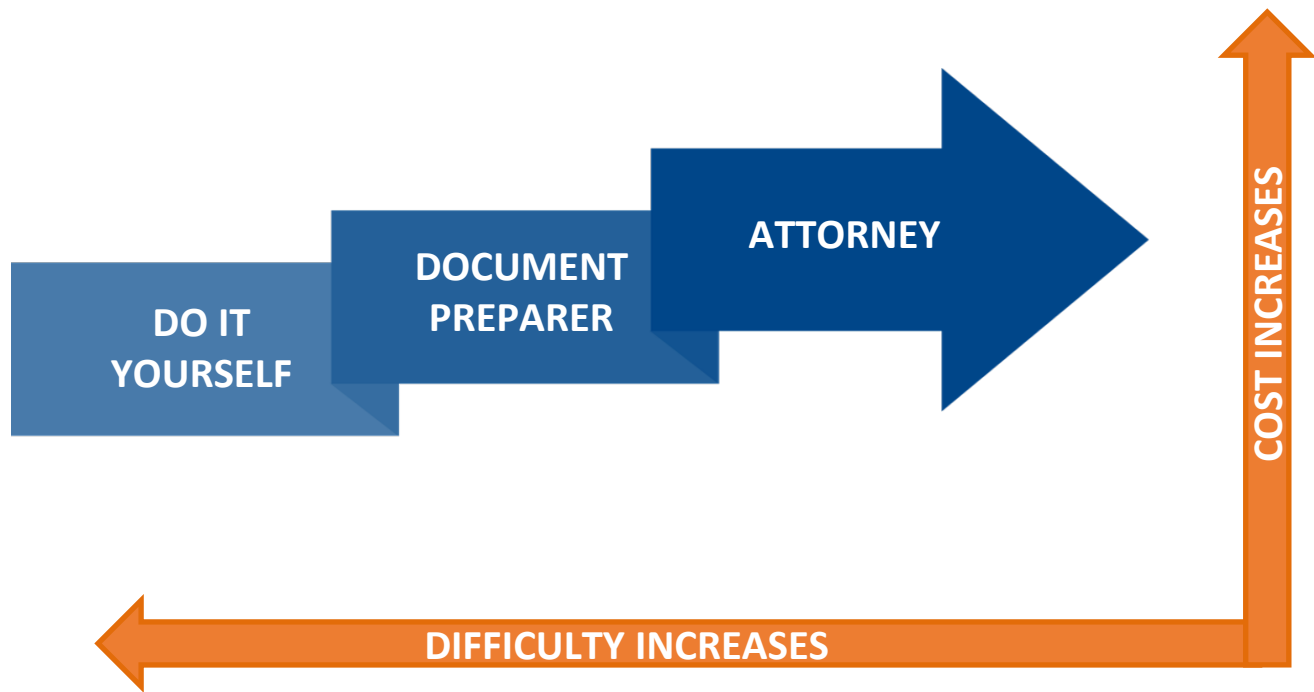 DO IT
YOURSELF
DOCUMENT
PREPARER
ATTORNEY
COST INCREASES
DIFFICULTY INCREASES